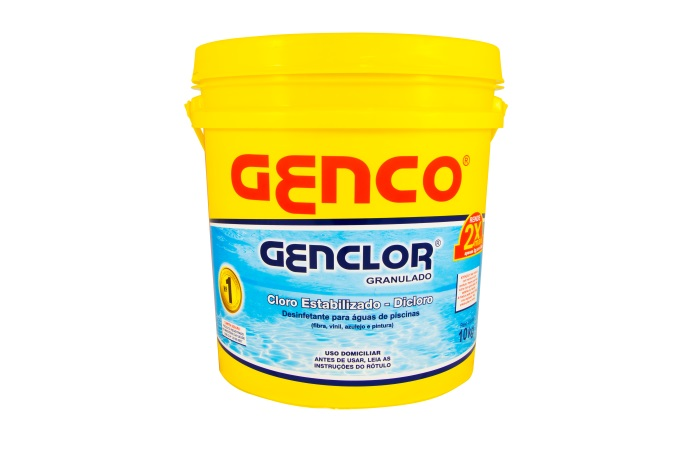 GENCO®
GENCLOR®
GRANULADO
2X
1
Cloro Estabilizado - Dicloro
Desinfetante para águas de piscinas
(fibra, vinil, azulejo e pintura)
10 kg
USO DOMICILIAR
ANTES DE USAR, LEIA AS
INSTRUÇÕES DO RÓTULO